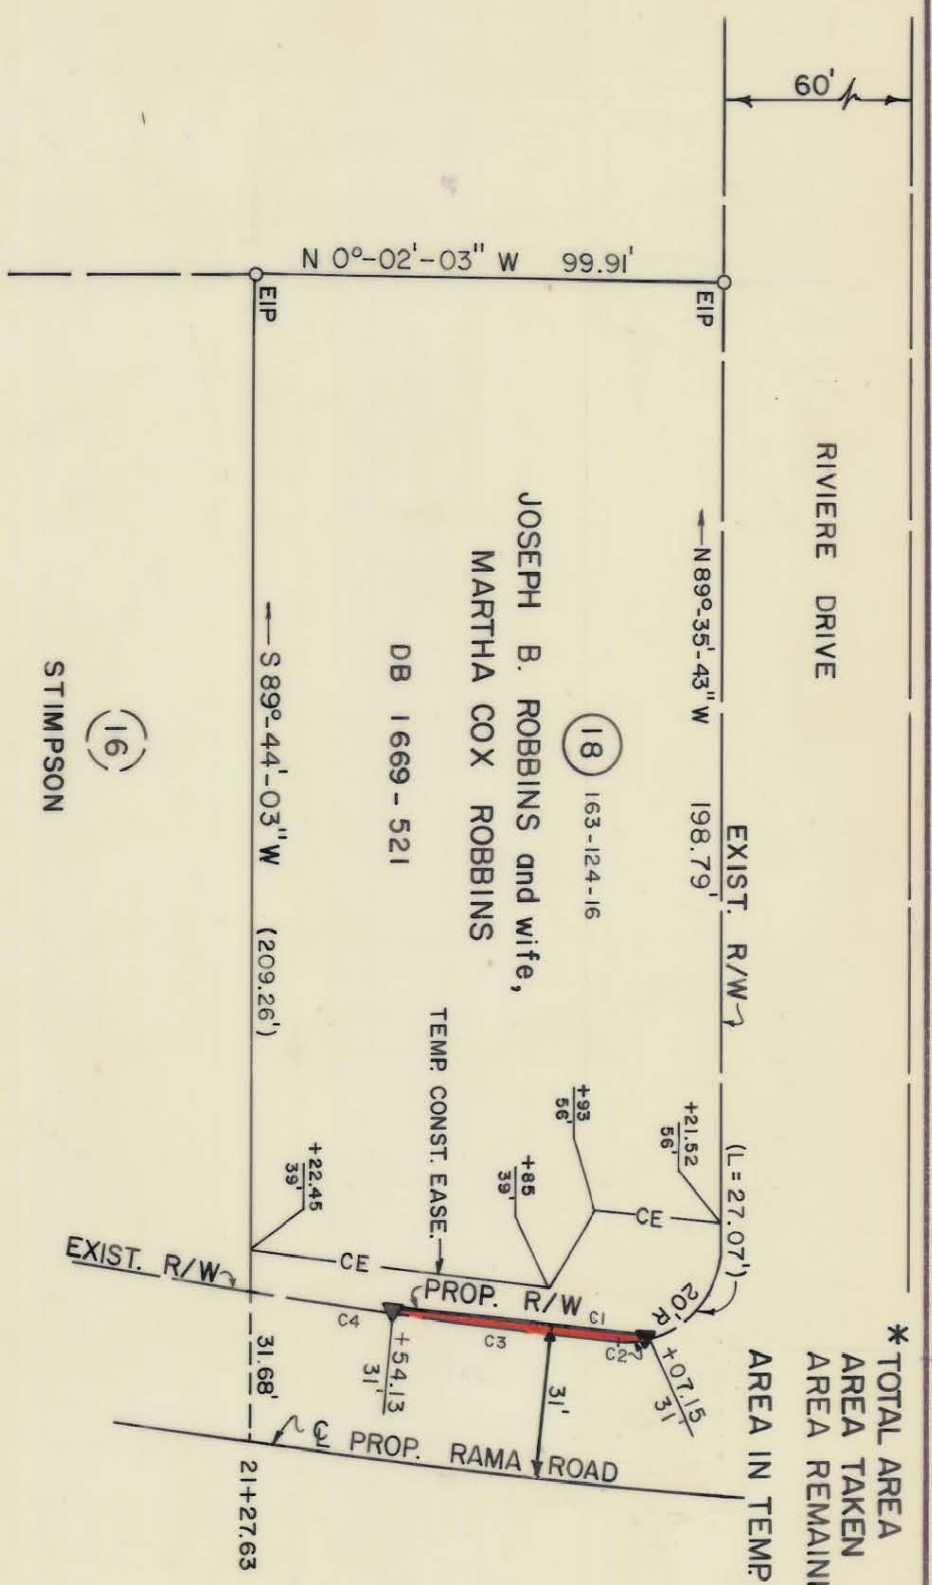 60'
RIVIERE DRIVE
N 0°-02'-03" W 99.91'
EIP
EIP
N89°-35'-43" W 198.79'
EXIST. R/W
(L = 27.07')
20' R
18
163-124-16
JOSEPH B. ROBBINS and wife,
MARTHA COX ROBBINS
DB 1669-521
TEMP. CONST. EASE.
+21.52
56'
+93
56'
+85
39'
+22.45
39'
CE
CE
S 89°-44'-03" W (209.26')
16
STIMPSON
EXIST. R/W
PROP. R/W
C1
C2
C3
C4
+07.15
31'
+54.13
31'
31'
31.68'
℄ PROP. RAMA ROAD
21+27.63
*TOTAL AREA
AREA TAKEN
AREA REMAIN
AREA IN TEMP.